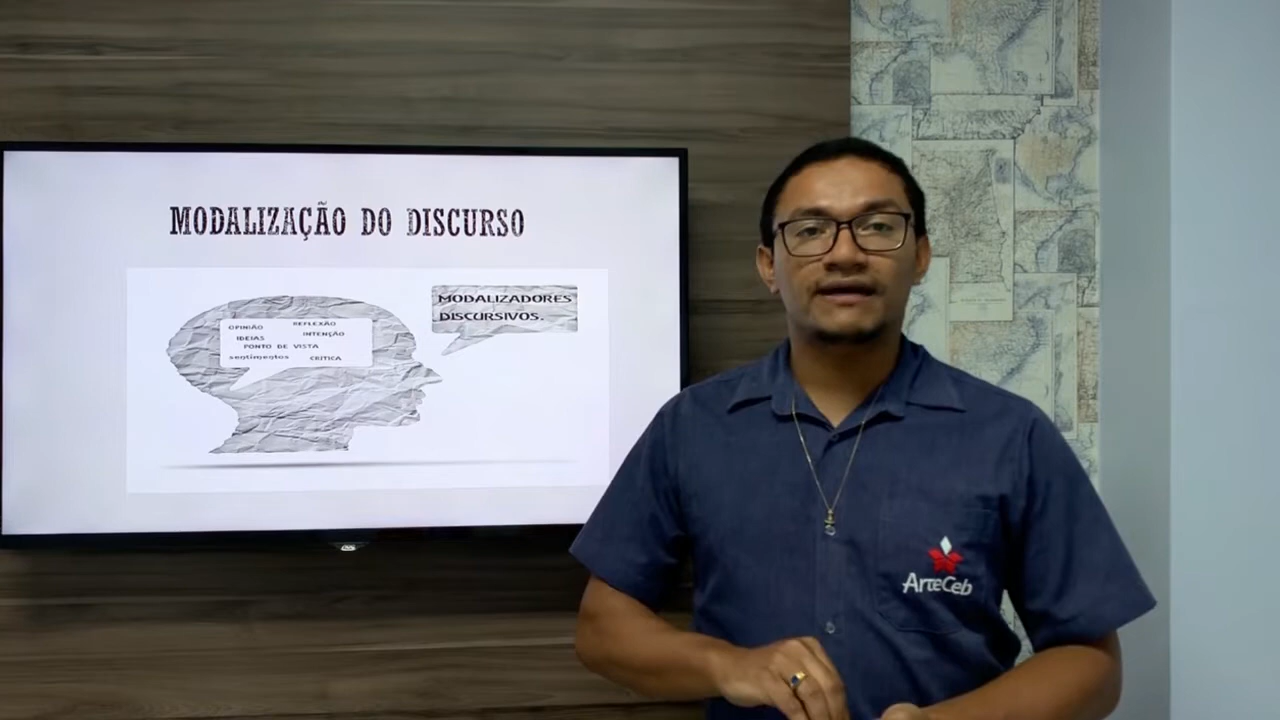 MODALIZAÇÃO DO DISCURSO
OPINIÃO REFLEXÃO
IDEIAS INTENÇÃO
PONTO DE VISTA
sentimentos CRÍTICA
MODALIZADORES
DISCURSIVOS.
ArteCeb